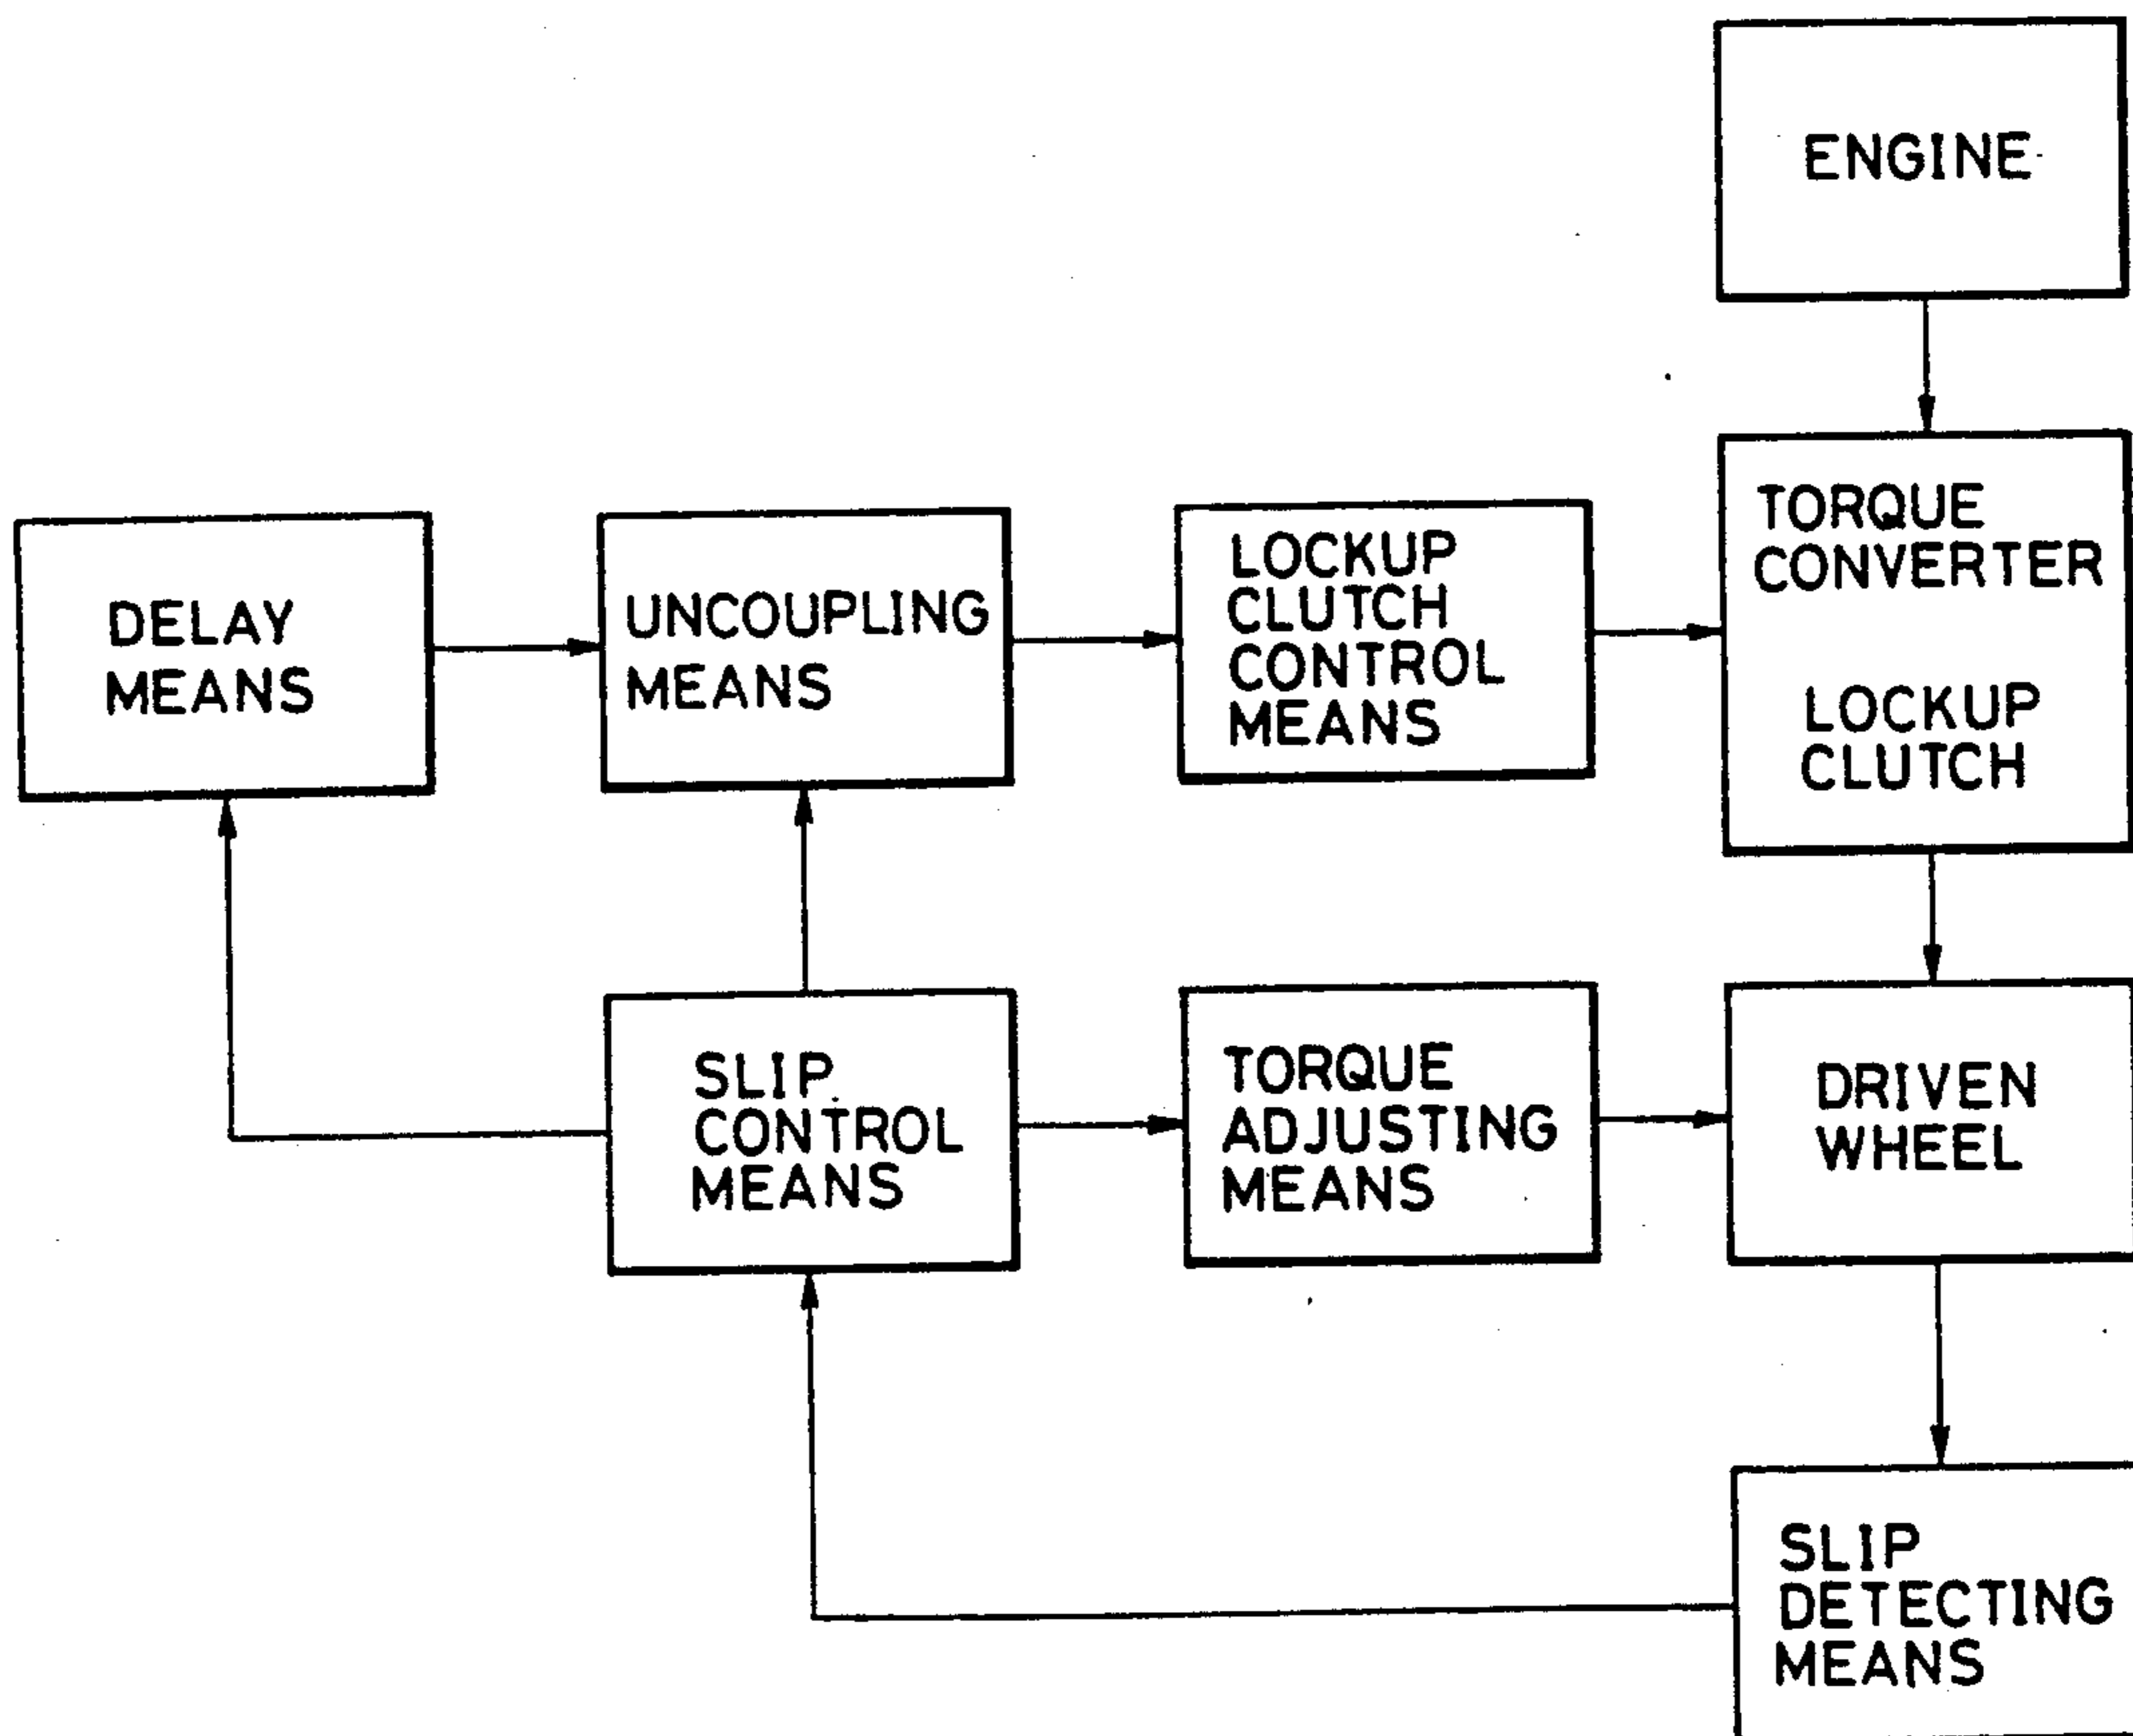 ENGINE
TORQUE
CONVERTER
LOCKUP
CLUTCH
DELAY
MEANS
UNCOUPLING
MEANS
LOCKUP
CLUTCH
CONTROL
MEANS
SLIP
CONTROL
MEANS
TORQUE
ADJUSTING
MEANS
DRIVEN
WHEEL
SLIP
DETECTING
MEANS